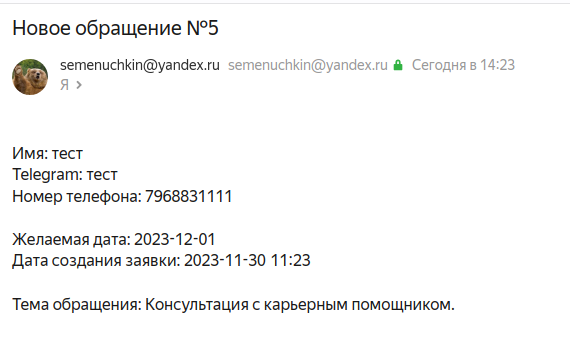 Новое обращение №5
semenuchkin@yandex.ru semenuchkin@yandex.ru Сегодня в 14:23
Я >
Имя: тест
Telegram: тест
Номер телефона: 7968831111
Желаемая дата: 2023-12-01
Дата создания заявки: 2023-11-30 11:23
Тема обращения: Консультация с карьерным помощником.